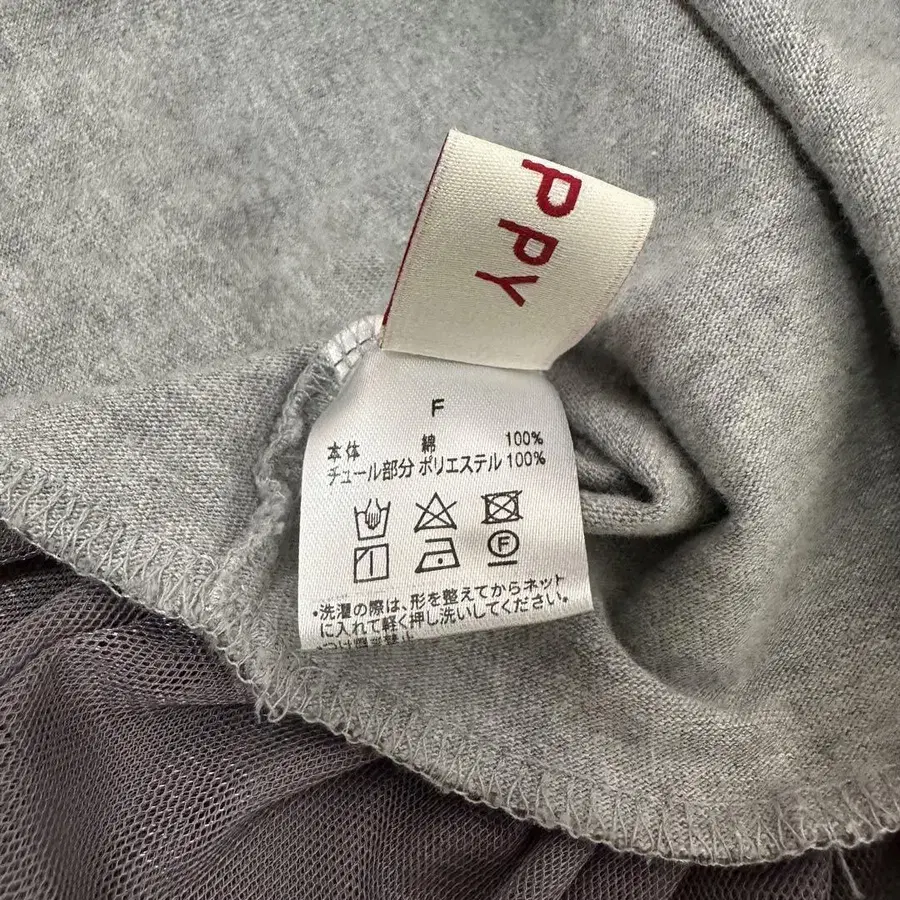 PPY
F
本体 綿 100%
チュール部分 ポリエステル 100%
F
•洗濯の際は、形を整えてからネット
に入れて軽く押し洗いしてください。